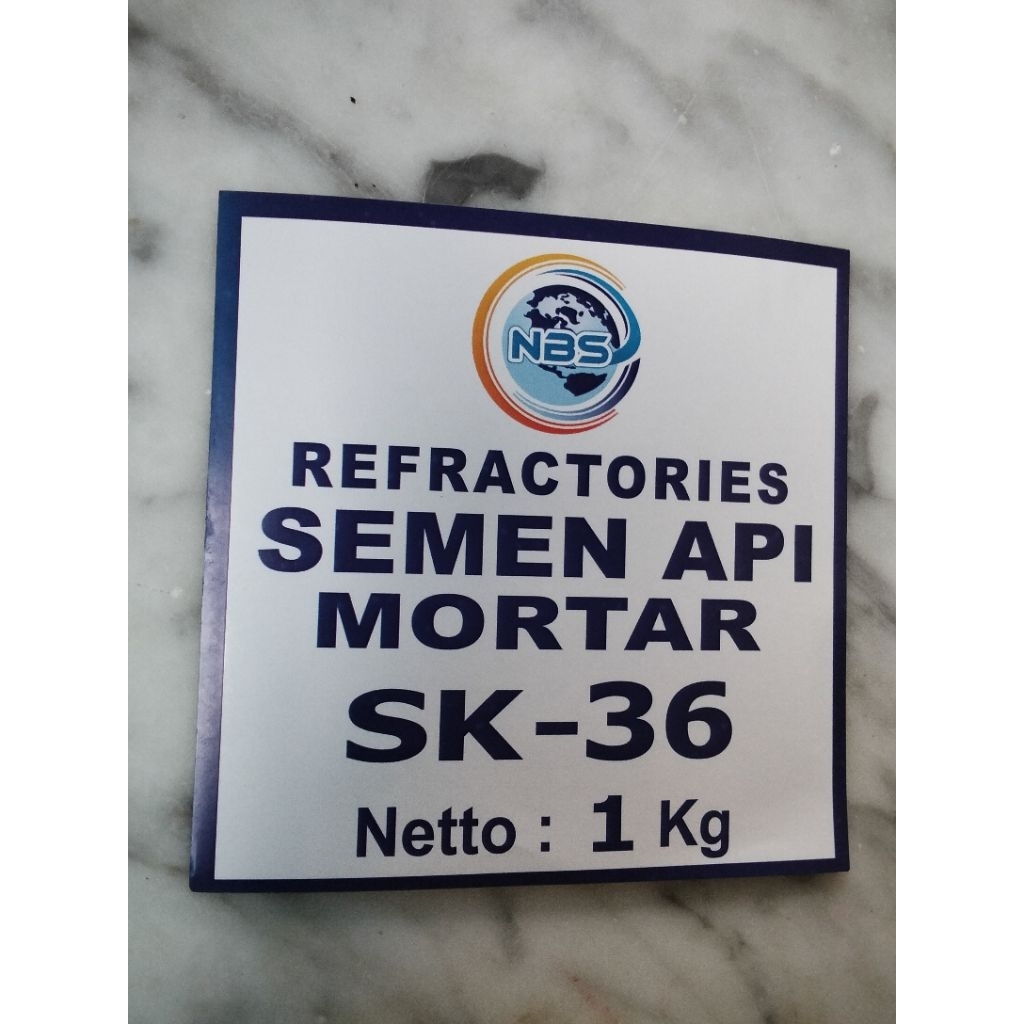 NBS
REFRACTORIES
SEMEN API
MORTAR
SK-36
Netto : 1 Kg